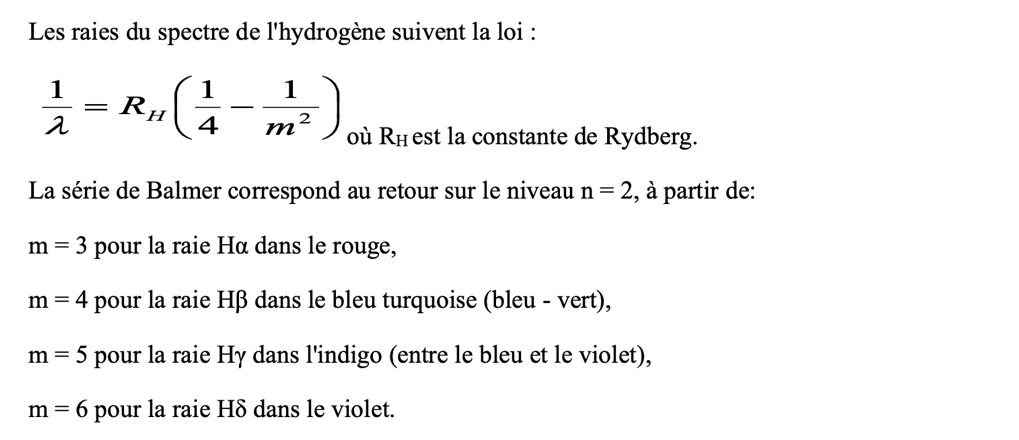 Les raies du spectre de l'hydrogène suivent la loi :
1/λ = R_H (1/4 − 1/m²) où RH est la constante de Rydberg.
La série de Balmer correspond au retour sur le niveau n = 2, à partir de:
m = 3 pour la raie Hα dans le rouge,
m = 4 pour la raie Hβ dans le bleu turquoise (bleu - vert),
m = 5 pour la raie Hγ dans l'indigo (entre le bleu et le violet),
m = 6 pour la raie Hδ dans le violet.